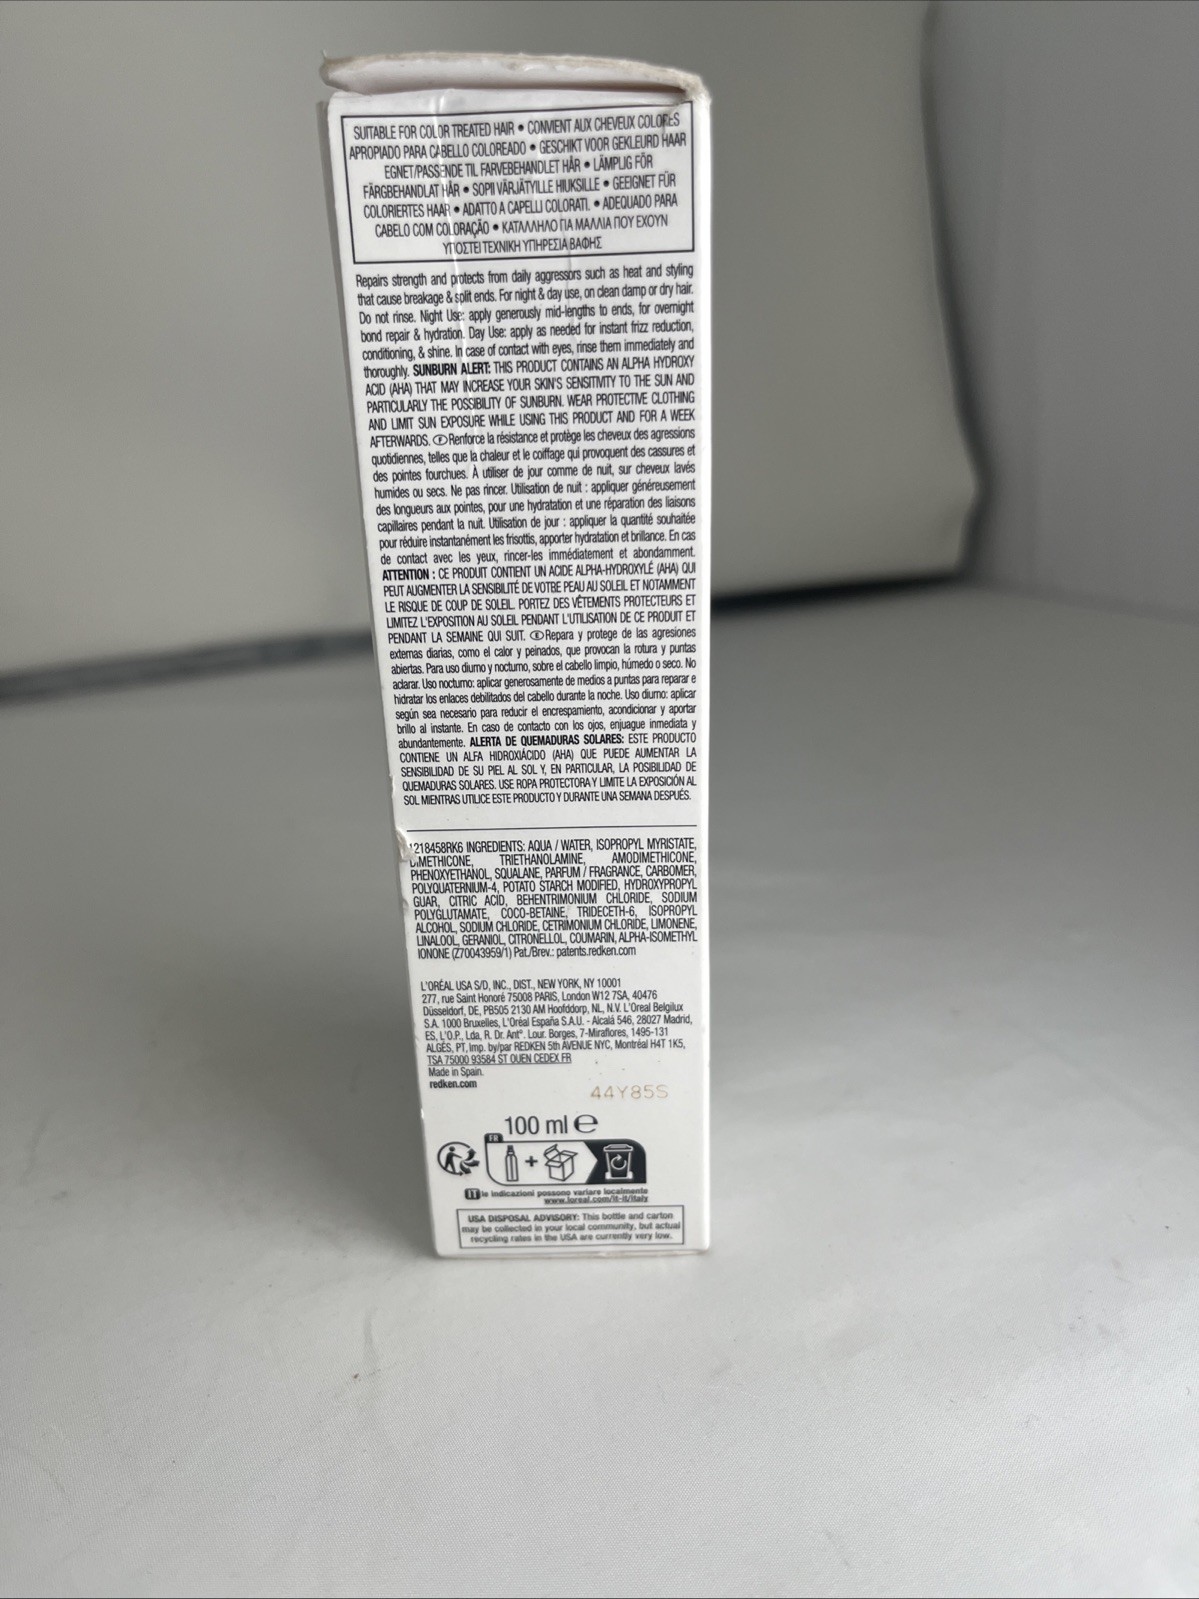 SUITABLE FOR COLOR TREATED HAIR • CONVIENT AUX CHEVEUX COLORÉS
APROPIADO PARA CABELLO COLOREADO • GESCHIKT VOOR GEKLEURD HAAR
EGNET/PASSENDE TIL FARVEBEHANDLET HÅR • LÄMPLIG FÖR
FÄRGBEHANDLAT HÅR • SOPII VÄRJÄTYILLE HIUKSILLE • GEEIGNET FÜR
COLORIERTES HAAR • ADATTO A CAPELLI COLORATI. • ADEQUADO PARA
CABELO COM COLORAÇÃO • ΚΑΤΑΛΛΗΛΟ ΓΙΑ ΜΑΛΛΙΑ ΠΟΥ ΕΧΟΥΝ
ΥΠΟΣΤΕΙ ΤΕΧΝΙΚΗ ΥΠΗΡΕΣΙΑ ΒΑΦΗΣ
Repairs strength and protects from daily aggressors such as heat and styling
that cause breakage & split ends. For night & day use, on clean damp or dry hair.
Do not rinse. Night Use: apply generously mid-lengths to ends, for overnight
bond repair & hydration. Day Use: apply as needed for instant frizz reduction,
conditioning, & shine. In case of contact with eyes, rinse them immediately and
thoroughly. SUNBURN ALERT: THIS PRODUCT CONTAINS AN ALPHA HYDROXY
ACID (AHA) THAT MAY INCREASE YOUR SKIN'S SENSITIVITY TO THE SUN AND
PARTICULARLY THE POSSIBILITY OF SUNBURN. WEAR PROTECTIVE CLOTHING
AND LIMIT SUN EXPOSURE WHILE USING THIS PRODUCT AND FOR A WEEK
AFTERWARDS. (F) Renforce la résistance et protège les cheveux des agressions
quotidiennes, telles que la chaleur et le coiffage qui provoquent des cassures et
des pointes fourchues. À utiliser de jour comme de nuit, sur cheveux lavés
humides ou secs. Ne pas rincer. Utilisation de nuit : appliquer généreusement
des longueurs aux pointes, pour une hydratation et une réparation des liaisons
capillaires pendant la nuit. Utilisation de jour : appliquer la quantité souhaitée
pour réduire instantanément les frisottis, apporter hydratation et brillance. En cas
de contact avec les yeux, rincer-les immédiatement et abondamment.
ATTENTION : CE PRODUIT CONTIENT UN ACIDE ALPHA-HYDROXYLÉ (AHA) QUI
PEUT AUGMENTER LA SENSIBILITÉ DE VOTRE PEAU AU SOLEIL ET NOTAMMENT
LE RISQUE DE COUP DE SOLEIL. PORTEZ DES VÊTEMENTS PROTECTEURS ET
LIMITEZ L'EXPOSITION AU SOLEIL PENDANT L'UTILISATION DE CE PRODUIT ET
PENDANT LA SEMAINE QUI SUIT. (E) Repara y protege de las agresiones
externas diarias, como el calor y peinados, que provocan la rotura y puntas
abiertas. Para uso diurno y nocturno, sobre el cabello limpio, húmedo o seco. No
aclarar. Uso nocturno: aplicar generosamente de medios a puntas para reparar e
hidratar los enlaces debilitados del cabello durante la noche. Uso diurno: aplicar
según sea necesario para reducir el encrespamiento, acondicionar y aportar
brillo al instante. En caso de contacto con los ojos, enjuague inmediata y
abundantemente. ALERTA DE QUEMADURAS SOLARES: ESTE PRODUCTO
CONTIENE UN ALFA HIDROXIÁCIDO (AHA) QUE PUEDE AUMENTAR LA
SENSIBILIDAD DE SU PIEL AL SOL Y, EN PARTICULAR, LA POSIBILIDAD DE
QUEMADURAS SOLARES. USE ROPA PROTECTORA Y LIMITE LA EXPOSICIÓN AL
SOL MIENTRAS UTILICE ESTE PRODUCTO Y DURANTE UNA SEMANA DESPUÉS.
1218458RK6 INGREDIENTS: AQUA / WATER, ISOPROPYL MYRISTATE,
DIMETHICONE, TRIETHANOLAMINE, AMODIMETHICONE,
PHENOXYETHANOL, SQUALANE, PARFUM / FRAGRANCE, CARBOMER,
POLYQUATERNIUM-4, POTATO STARCH MODIFIED, HYDROXYPROPYL
GUAR, CITRIC ACID, BEHENTRIMONIUM CHLORIDE, SODIUM
POLYGLUTAMATE, COCO-BETAINE, TRIDECETH-6, ISOPROPYL
ALCOHOL, SODIUM CHLORIDE, CETRIMONIUM CHLORIDE, LIMONENE,
LINALOOL, GERANIOL, CITRONELLOL, COUMARIN, ALPHA-ISOMETHYL
IONONE (Z70043959/1) Pat./Brev.: patents.redken.com
L'ORÉAL USA S/D, INC., DIST., NEW YORK, NY 10001
277, rue Saint Honoré 75008 PARIS, London W12 7SA, 40476
Düsseldorf, DE, PB505 2130 AM Hoofddorp, NL, N.V. L'Oreal Belgilux
S.A. 1000 Bruxelles, L'Oréal España S.A.U. - Alcalá 546, 28027 Madrid,
ES, L'O.P., Lda, R. Dr. Antº. Lour. Borges, 7-Miraflores, 1495-131
ALGÉS, PT, Imp. by/par REDKEN 5th AVENUE NYC, Montréal H4T 1K5,
TSA 75000 93584 ST OUEN CEDEX FR
Made in Spain.
redken.com
44Y85S
100 ml ℮
FR
+
IT le indicazioni possono variare localmente
www.loreal.com/it-it/italy
USA DISPOSAL ADVISORY: This bottle and carton
may be collected in your local community, but actual
recycling rates in the USA are currently very low.